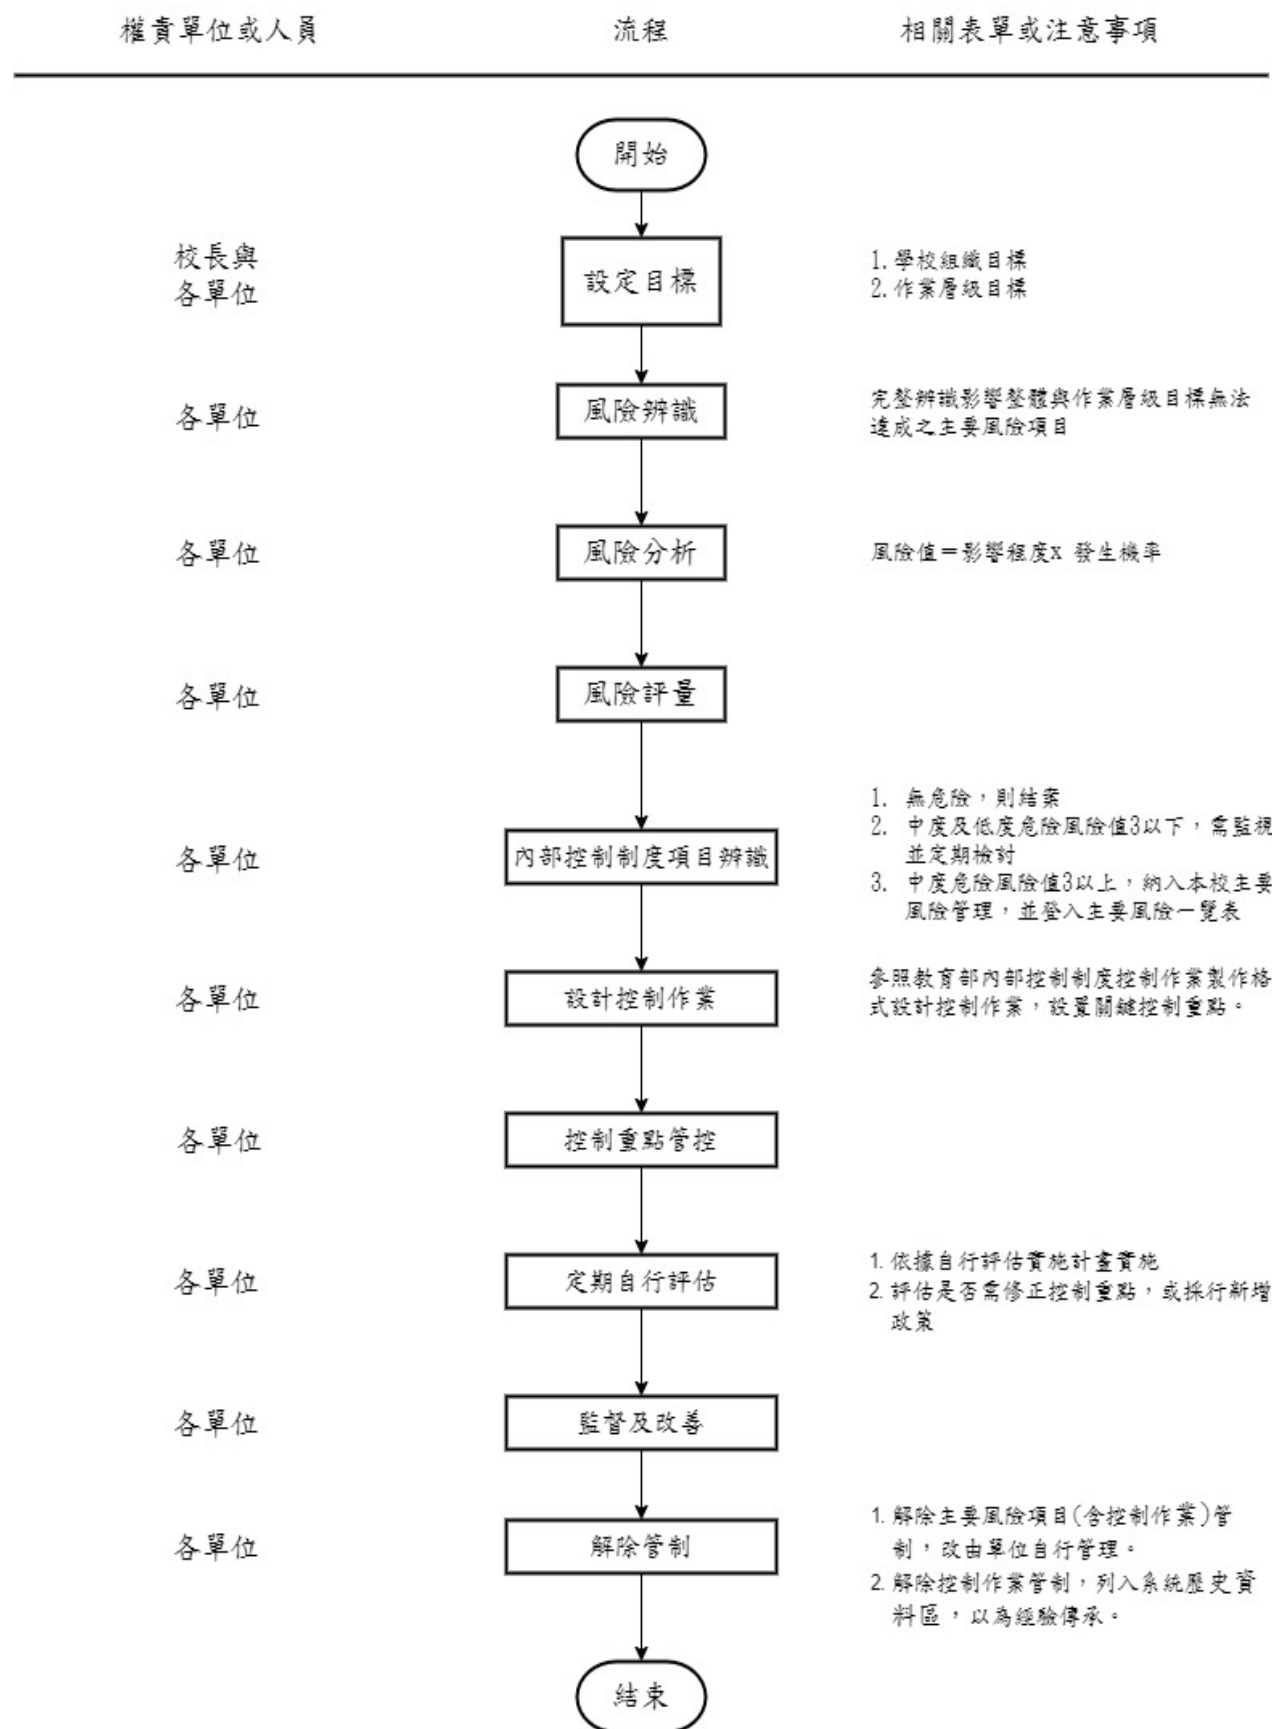 權責單位或人員 流程 相關表單或注意事項
開始
校長與
各單位
設定目標
1. 學校組織目標
2. 作業層級目標
各單位
風險辨識
完整辨識影響整體與作業層級目標無法
達成之主要風險項目
各單位
風險分析
風險值＝影響程度x 發生機率
各單位
風險評量
各單位
內部控制制度項目辨識
1. 無危險，則結案
2. 中度及低度危險風險值3以下，需監視
並定期檢討
3. 中度危險風險值3以上，納入本校主要
風險管理，並登入主要風險一覽表
各單位
設計控制作業
參照教育部內部控制制度控制作業製作格
式設計控制作業，設置關鍵控制重點。
各單位
控制重點管控
各單位
定期自行評估
1. 依據自行評估實施計畫實施
2. 評估是否需修正控制重點，或採行新增
政策
各單位
監督及改善
各單位
解除管制
1. 解除主要風險項目(含控制作業)管
制，改由單位自行管理。
2. 解除控制作業管制，列入系統歷史資
料區，以為經驗傳承。
結束